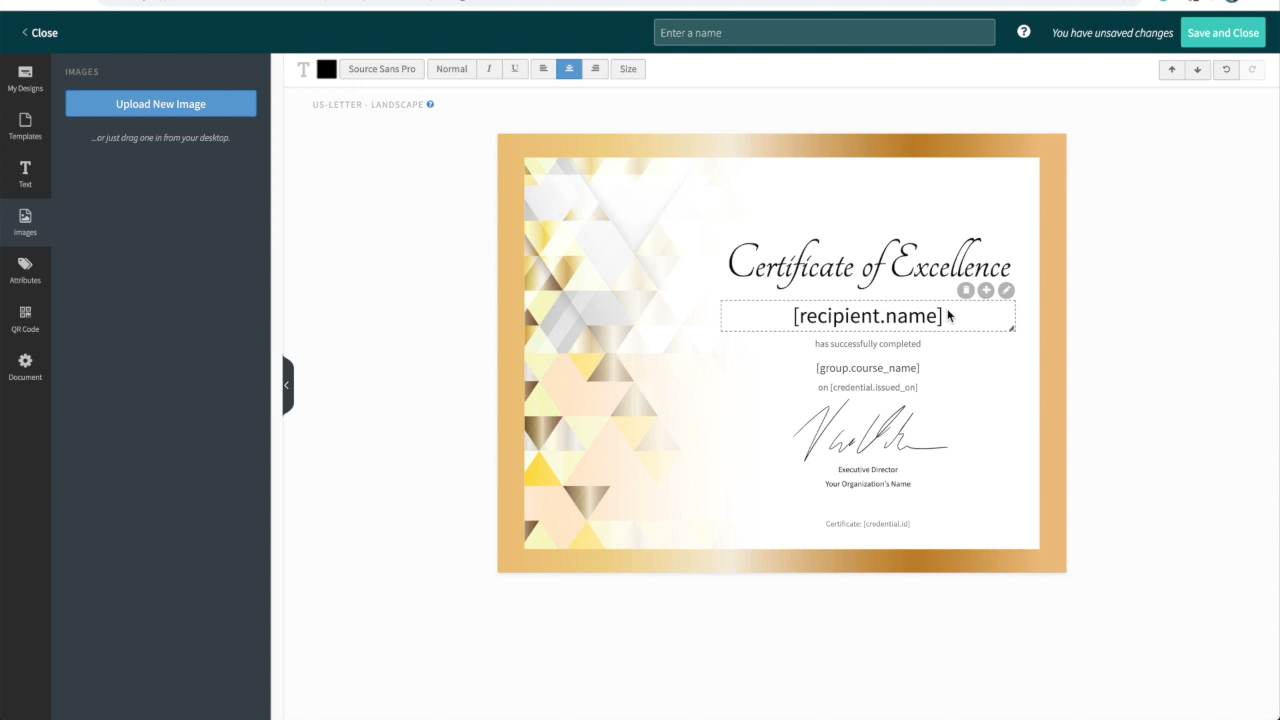 Close
Enter a name
?
You have unsaved changes
Save and Close
My Designs
Templates
Text
Images
Attributes
QR Code
Document
IMAGES
Upload New Image
...or just drag one in from your desktop.
T
Source Sans Pro
Normal
I
U
Size
US-LETTER - LANDSCAPE ?
Certificate of Excellence
[recipient.name]
has successfully completed
[group.course_name]
on [credential.issued_on]
Executive Director
Your Organization's Name
Certificate: [credential.id]